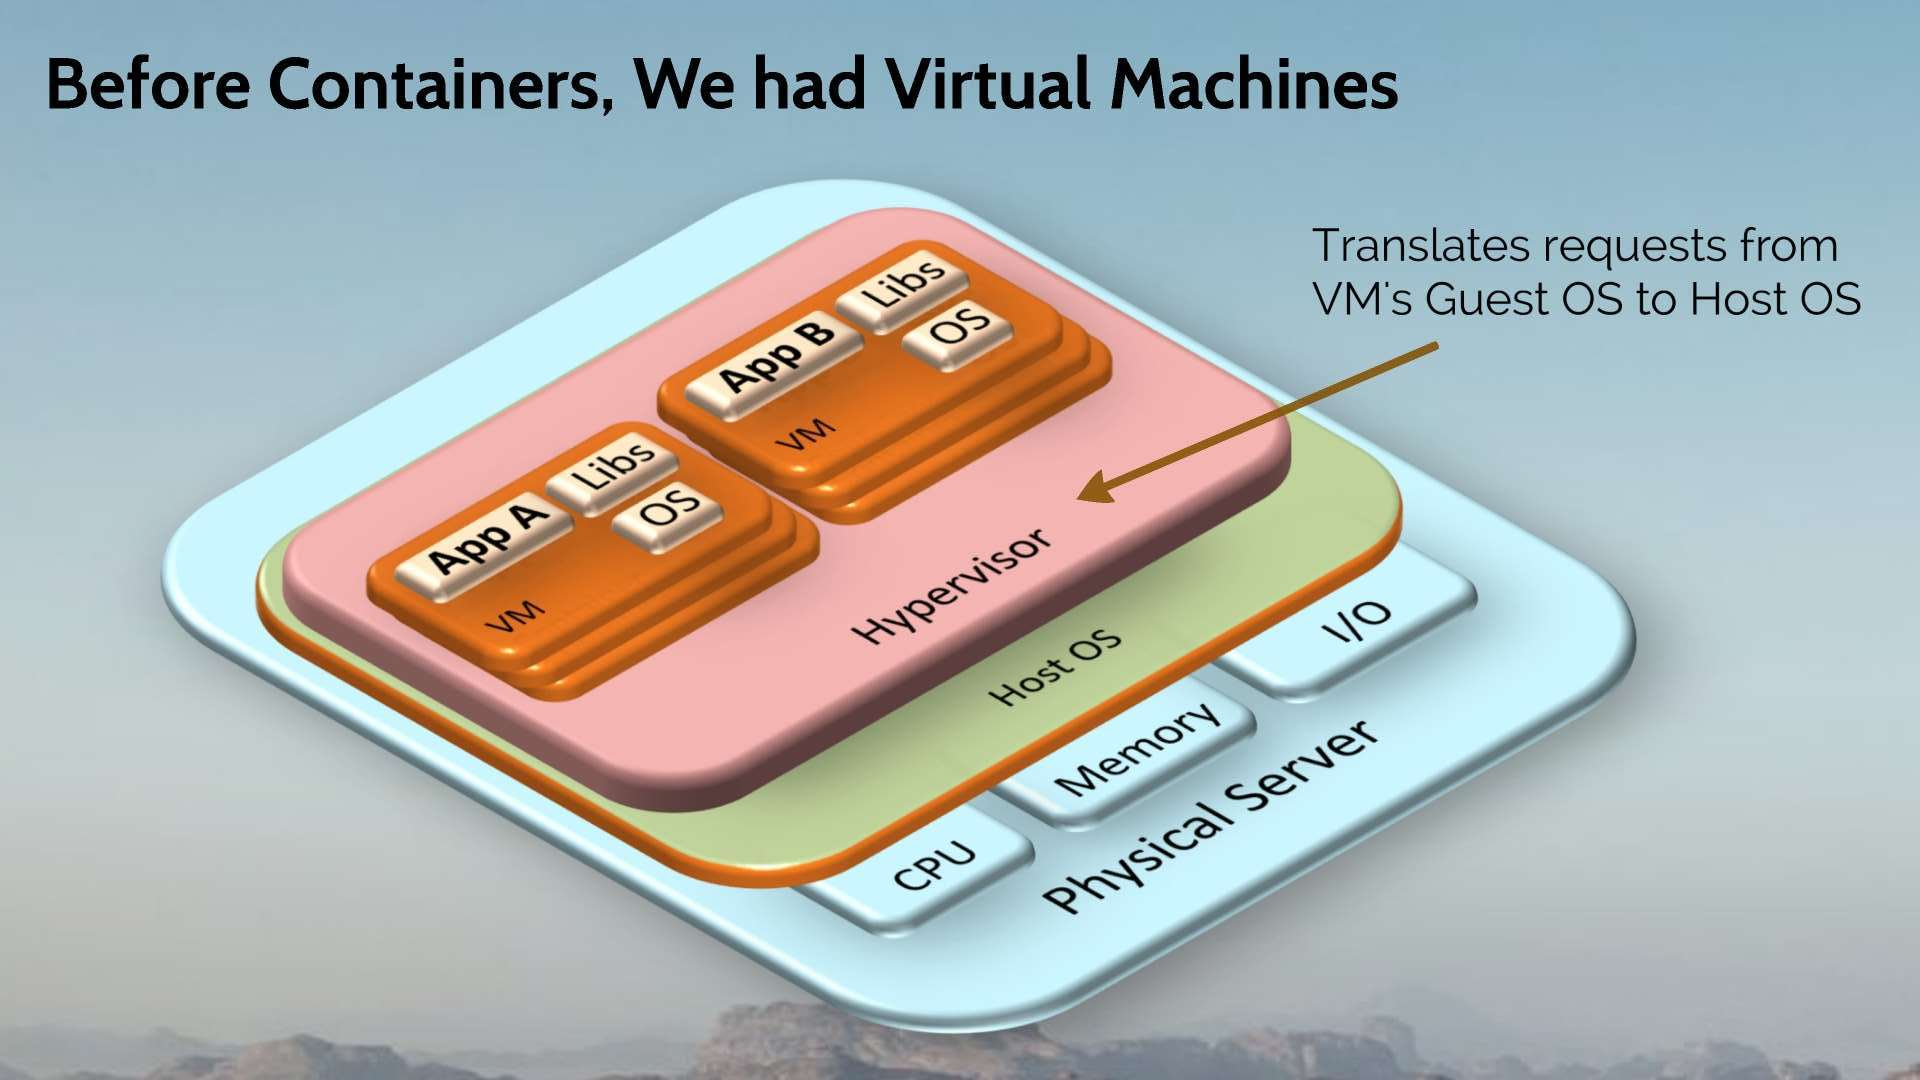 Before Containers, We had Virtual Machines
Translates requests from
VM's Guest OS to Host OS
Libs
App B
OS
VM
Libs
App A
OS
VM
Hypervisor
Host OS
I/O
Memory
CPU
Physical Server